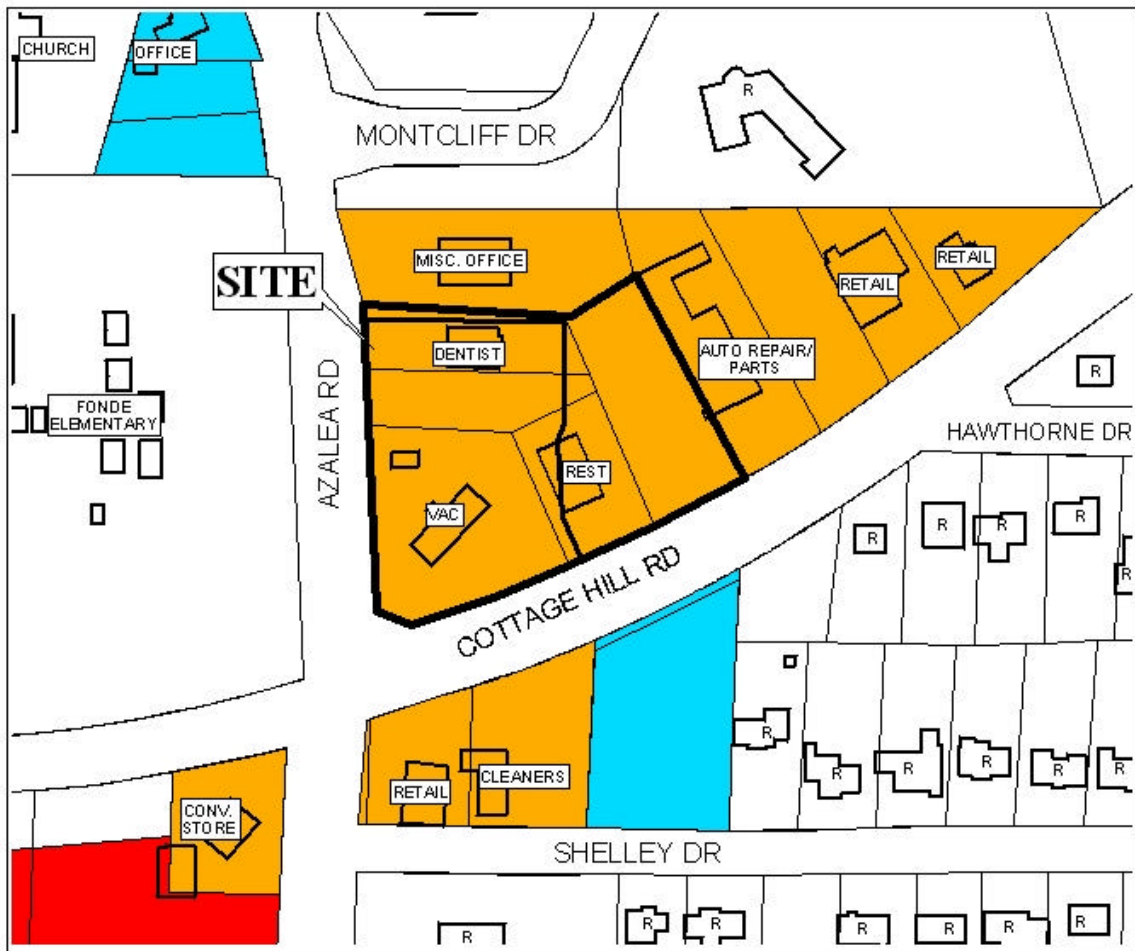 CHURCH
OFFICE
MONTCLIFF DR
R
MISC. OFFICE
RETAIL
RETAIL
SITE
DENTIST
AUTO REPAIR/
PARTS
R
FONDE
ELEMENTARY
AZALEA RD
HAWTHORNE DR
REST
VAC
R
R
R
R
R
COTTAGE HILL RD
R
R
R
R
R
R
RETAIL
CLEANERS
CONV.
STORE
SHELLEY DR
R
R
R
R
R
R
R